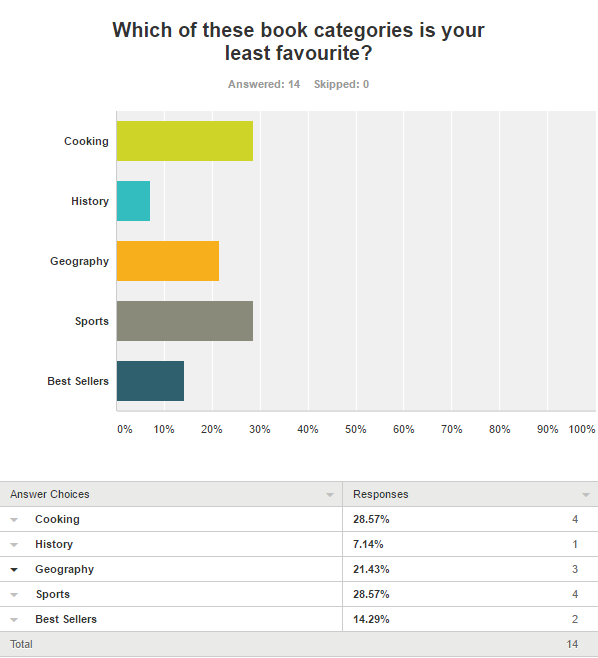 Which of these book categories is your
least favourite?
Answered: 14 Skipped: 0
Cooking
History
Geography
Sports
Best Sellers
0% 10% 20% 30% 40% 50% 60% 70% 80% 90% 100%
Answer Choices Responses
Cooking 28.57% 4
History 7.14% 1
Geography 21.43% 3
Sports 28.57% 4
Best Sellers 14.29% 2
Total 14